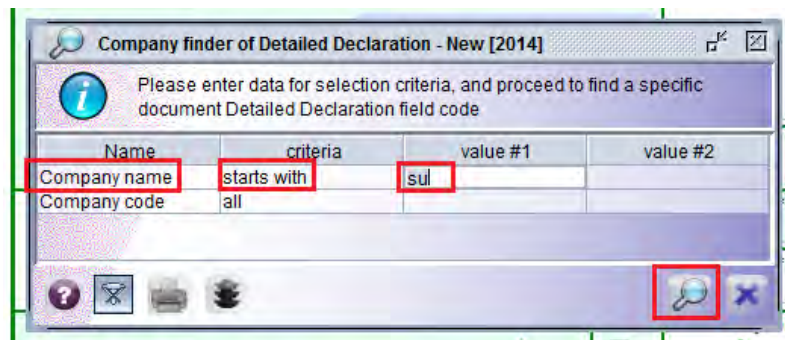 Company finder of Detailed Declaration - New [2014]
Please enter data for selection criteria, and proceed to find a specific
document Detailed Declaration field code
Name criteria value #1 value #2
Company name starts with su
Company code all
?